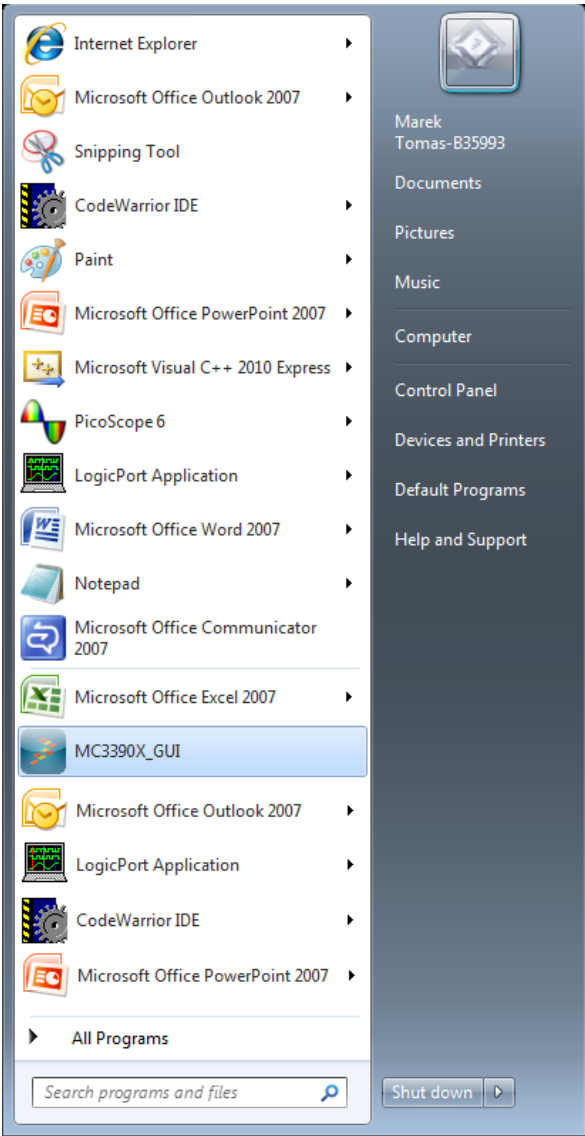 Internet Explorer
Microsoft Office Outlook 2007
Snipping Tool
CodeWarrior IDE
Paint
Microsoft Office PowerPoint 2007
Microsoft Visual C++ 2010 Express
PicoScope 6
LogicPort Application
Microsoft Office Word 2007
Notepad
Microsoft Office Communicator
2007
Microsoft Office Excel 2007
MC3390X_GUI
Microsoft Office Outlook 2007
LogicPort Application
CodeWarrior IDE
Microsoft Office PowerPoint 2007
All Programs
Search programs and files
Marek
Tomas-B35993
Documents
Pictures
Music
Computer
Control Panel
Devices and Printers
Default Programs
Help and Support
Shut down